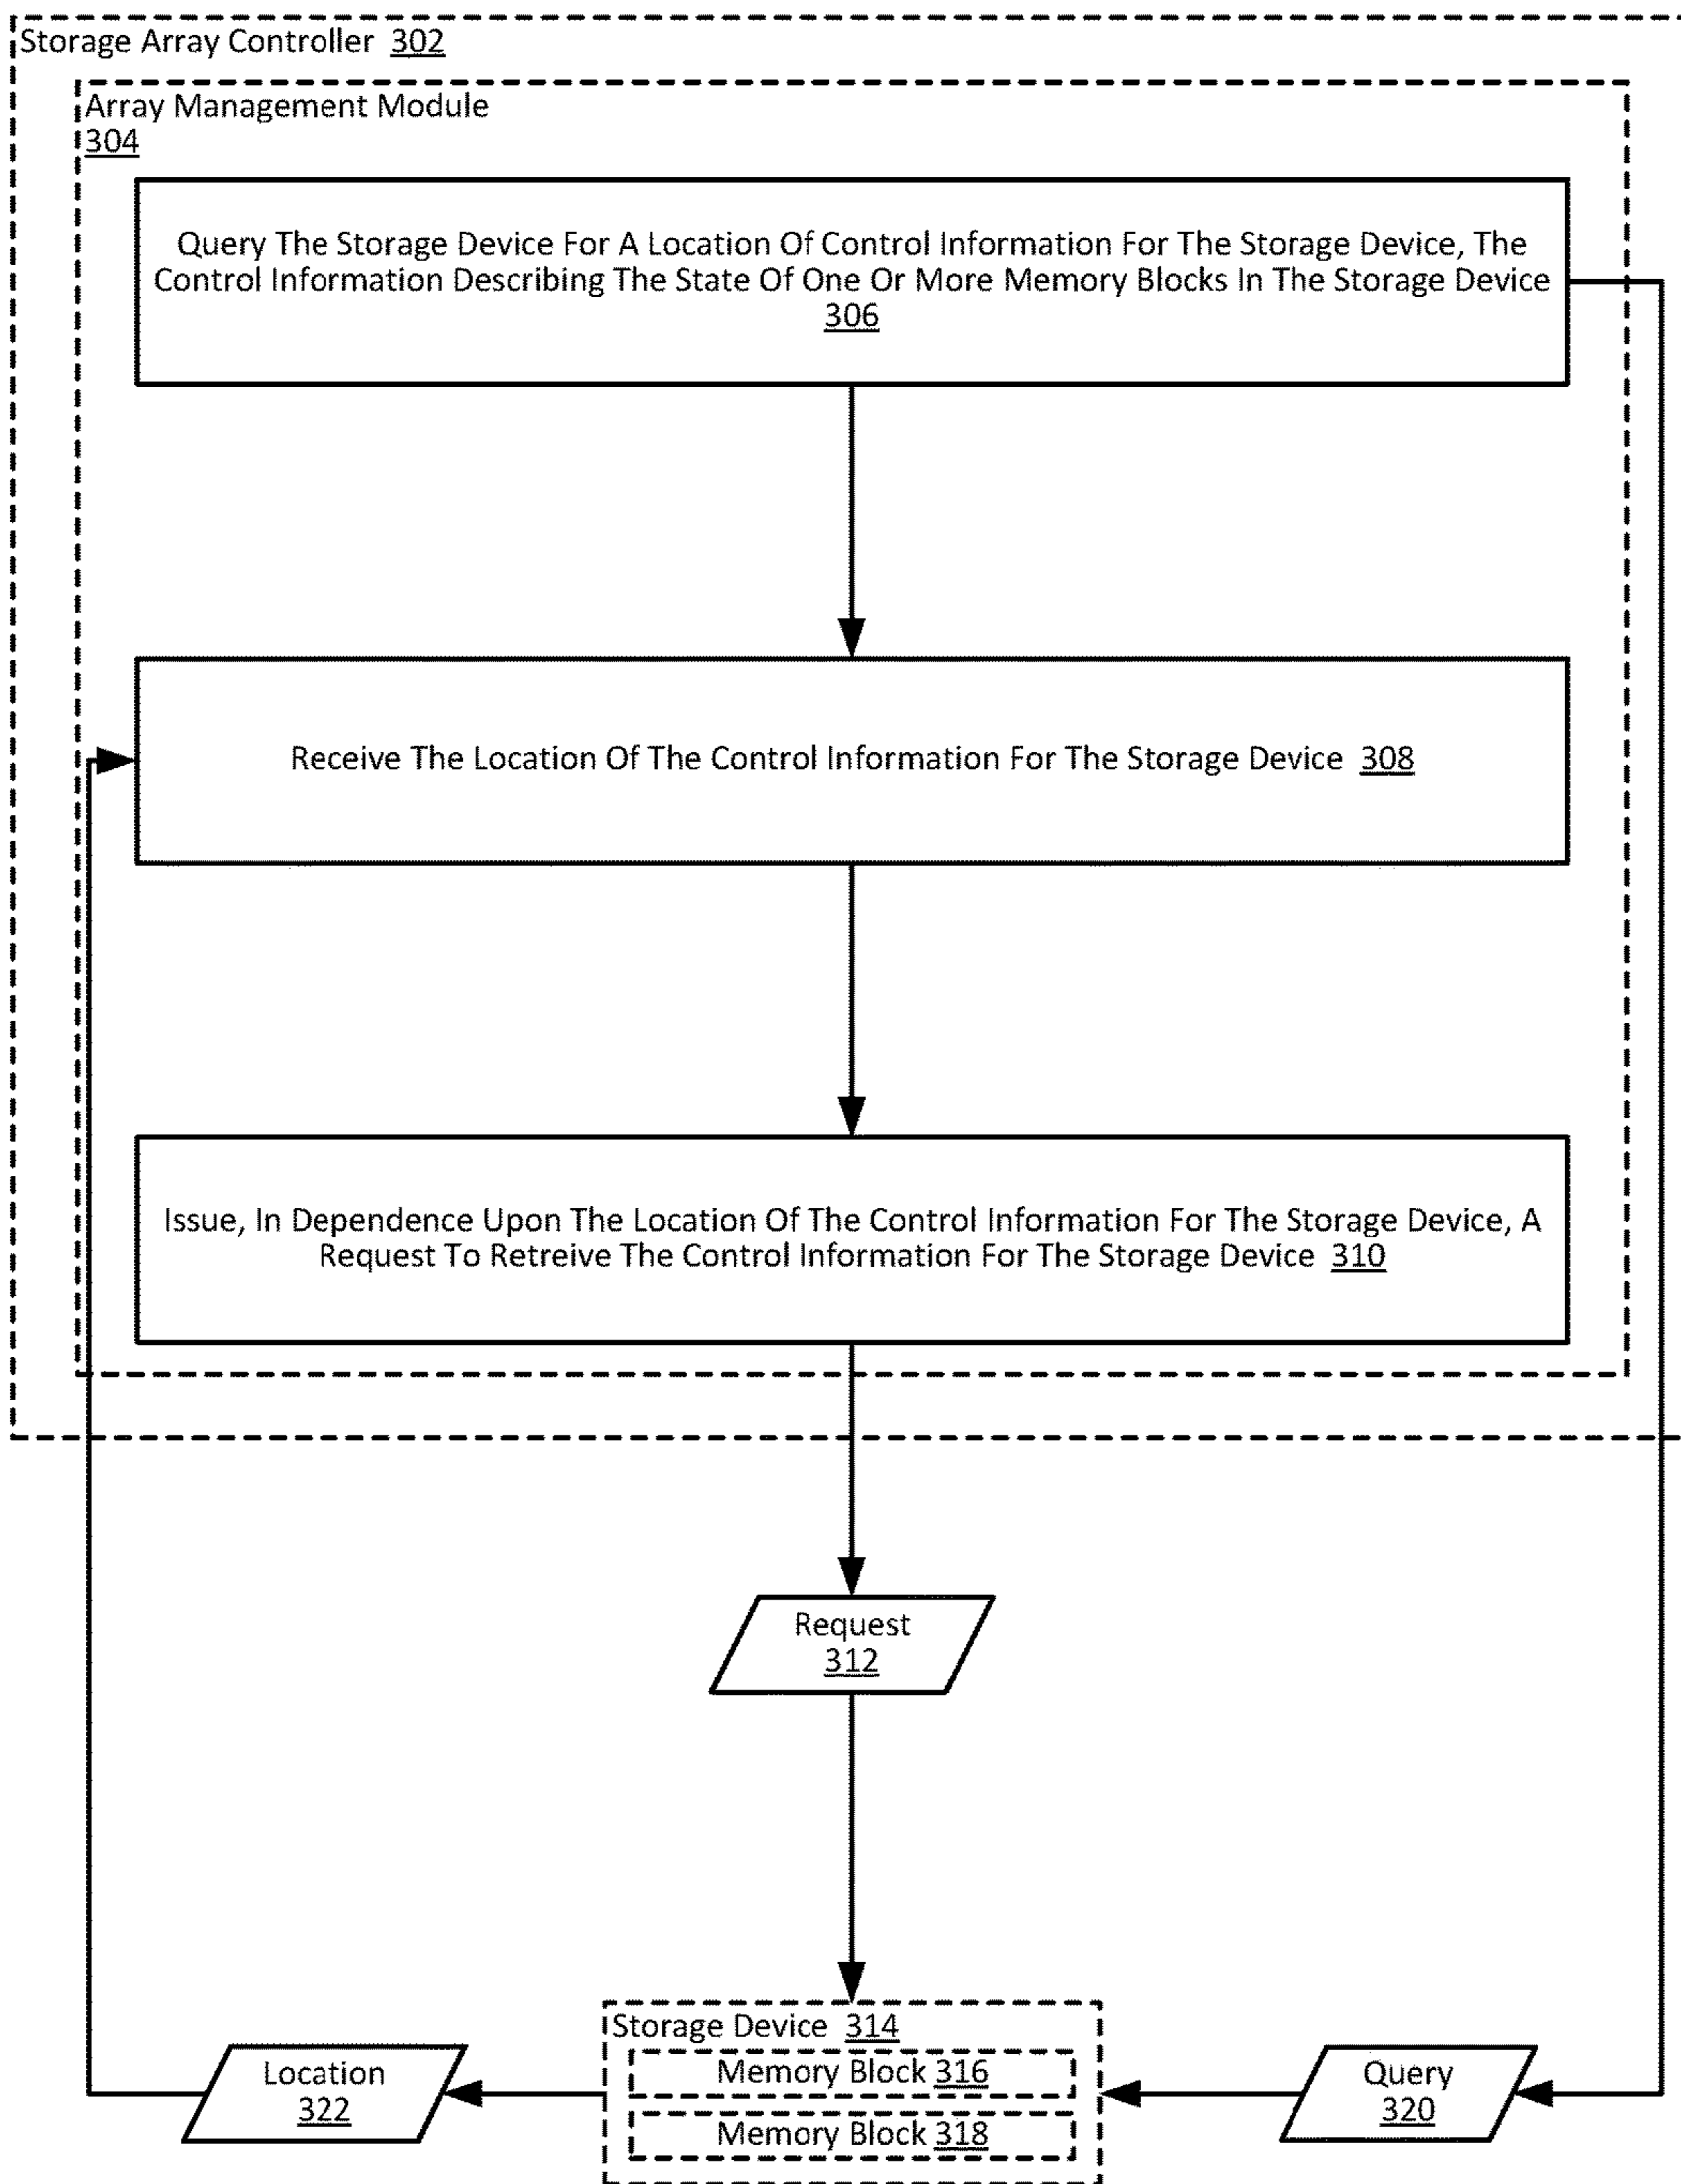 Storage Array Controller 302
Array Management Module
304
Query The Storage Device For A Location Of Control Information For The Storage Device, The
Control Information Describing The State Of One Or More Memory Blocks In The Storage Device
306
Receive The Location Of The Control Information For The Storage Device 308
Issue, In Dependence Upon The Location Of The Control Information For The Storage Device, A
Request To Retreive The Control Information For The Storage Device 310
Request
312
Storage Device 314
Memory Block 316
Memory Block 318
Location
322
Query
320